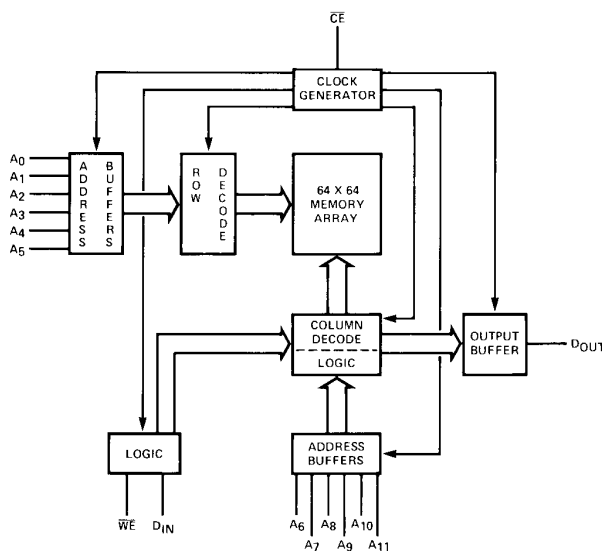 CE
CLOCK
GENERATOR
A0
A1
A2
A3
A4
A5
ADDRESS
BUFFERS
ROW
DECODE
64 X 64
MEMORY
ARRAY
COLUMN
DECODE
LOGIC
OUTPUT
BUFFER
DOUT
LOGIC
WE
DIN
ADDRESS
BUFFERS
A6
A7
A8
A9
A10
A11